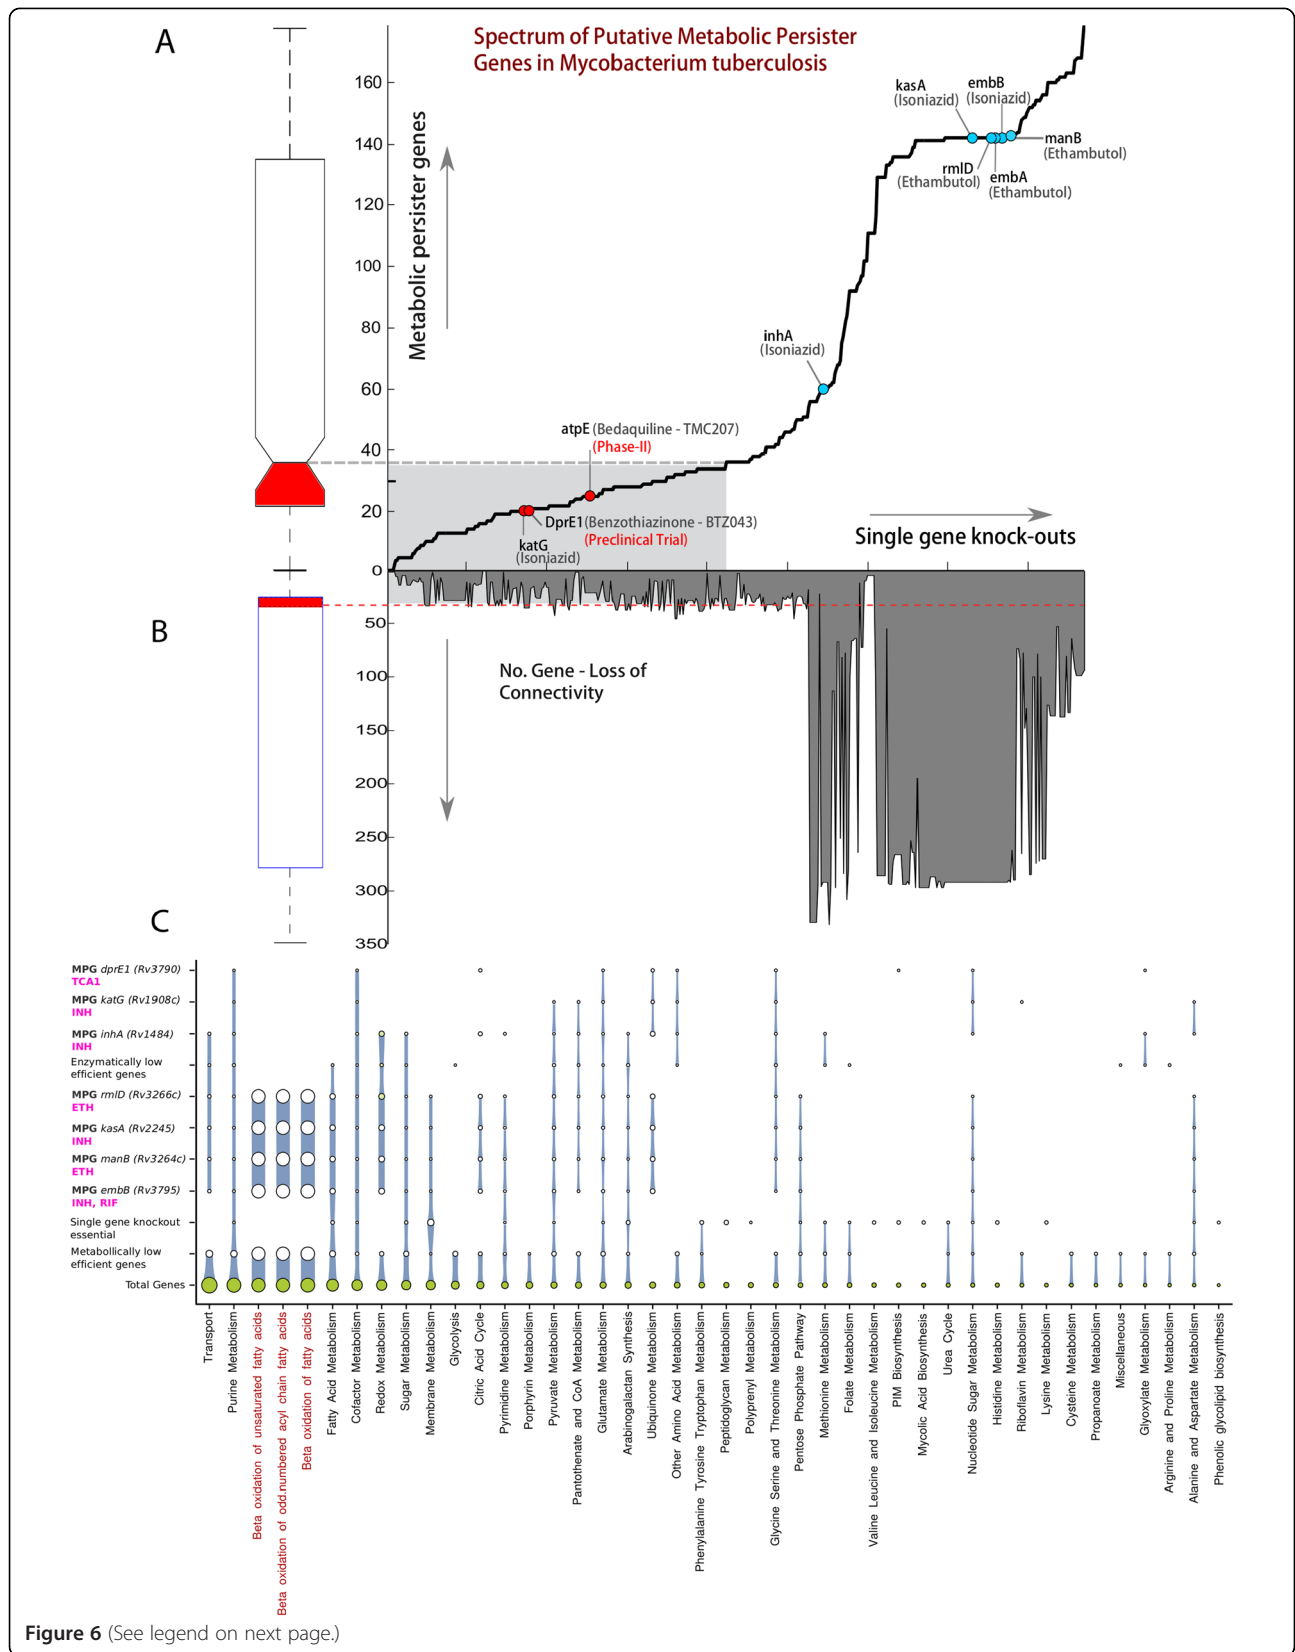 A
Spectrum of Putative Metabolic Persister
Genes in Mycobacterium tuberculosis
Metabolic persister genes
160
140
120
100
80
60
40
20
0
kasA
(Isoniazid)
embB
(Isoniazid)
manB
(Ethambutol)
rmlD
(Ethambutol)
embA
(Ethambutol)
inhA
(Isoniazid)
atpE (Bedaquiline - TMC207)
(Phase-II)
DprE1 (Benzothiazinone - BTZ043)
(Preclinical Trial)
katG
(Isoniazid)
Single gene knock-outs
B
50
100
150
200
250
300
350
No. Gene - Loss of
Connectivity
C
MPG dprE1 (Rv3790)
TCA1
MPG katG (Rv1908c)
INH
MPG inhA (Rv1484)
INH
Enzymatically low
efficient genes
MPG rmlD (Rv3266c)
ETH
MPG kasA (Rv2245)
INH
MPG manB (Rv3264c)
ETH
MPG embB (Rv3795)
INH, RIF
Single gene knockout
essential
Metabollically low
efficient genes
Total Genes
Transport
Purine Metabolism
Beta oxidation of unsaturated fatty acids
Beta oxidation of odd.numbered acyl chain fatty acids
Beta oxidation of fatty acids
Fatty Acid Metabolism
Cofactor Metabolism
Redox Metabolism
Sugar Metabolism
Membrane Metabolism
Glycolysis
Citric Acid Cycle
Pyrimidine Metabolism
Porphyrin Metabolism
Pyruvate Metabolism
Pantothenate and CoA Metabolism
Glutamate Metabolism
Arabinogalactan Synthesis
Ubiquinone Metabolism
Other Amino Acid Metabolism
Phenylalanine Tyrosine Tryptophan Metabolism
Peptidoglycan Metabolism
Polyprenyl Metabolism
Glycine Serine and Threonine Metabolism
Pentose Phosphate Pathway
Methionine Metabolism
Folate Metabolism
Valine Leucine and Isoleucine Metabolism
PIM Biosynthesis
Mycolic Acid Biosynthesis
Urea Cycle
Nucleotide Sugar Metabolism
Histidine Metabolism
Riboflavin Metabolism
Lysine Metabolism
Cysteine Metabolism
Propanoate Metabolism
Miscellaneous
Glyoxylate Metabolism
Arginine and Proline Metabolism
Alanine and Aspartate Metabolism
Phenolic glycolipid biosynthesis
Figure 6 (See legend on next page.)